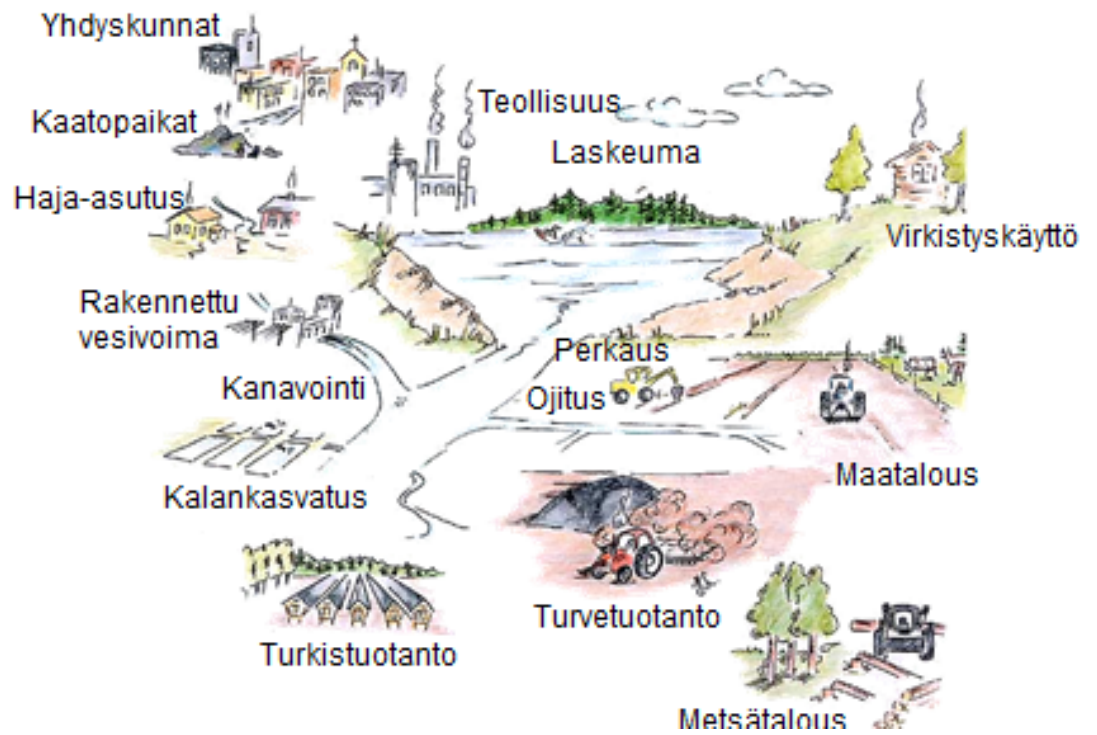 Yhdyskunnat
Teollisuus
Kaatopaikat
Laskeuma
Haja-asutus
Virkistyskäyttö
Rakennettu
vesivoima
Perkaus
Kanavointi
Ojitus
Maatalous
Kalankasvatus
Turvetuotanto
Turkistuotanto
Metsätalous